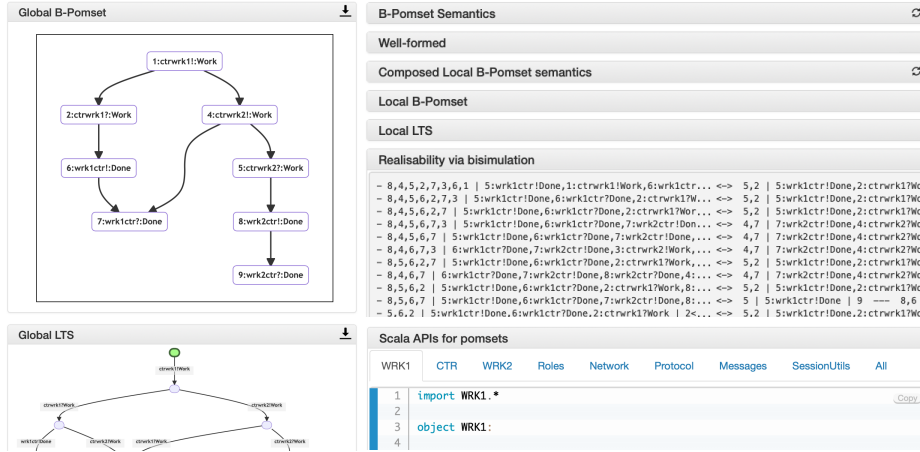 Global B-Pomset
1:ctrwrk1!:Work
2:ctrwrk1?:Work
4:ctrwrk2!:Work
6:wrk1ctr!:Done
5:ctrwrk2?:Work
7:wrk1ctr?:Done
8:wrk2ctr!:Done
9:wrk2ctr?:Done
Global LTS
ctrwrk1!Work
ctrwrk1?Work
ctrwrk2!Work
wrk1ctr!Done
ctrwrk2!Work
ctrwrk1?Work
ctrwrk2?Work
B-Pomset Semantics
Well-formed
Composed Local B-Pomset semantics
Local B-Pomset
Local LTS
Realisability via bisimulation
- 8,4,5,2,7,3,6,1 | 5:wrk1ctr!Done,1:ctrwrk1!Work,6:wrk1ctr... <-> 5,2 | 5:wrk1ctr!Done,2:ctrwrk1?Wo
- 8,4,5,6,2,7,3 | 5:wrk1ctr!Done,6:wrk1ctr?Done,2:ctrwrk1?W... <-> 5,2 | 5:wrk1ctr!Done,2:ctrwrk1?Wo
- 8,4,5,6,2,7 | 5:wrk1ctr!Done,6:wrk1ctr?Done,2:ctrwrk1?Wor... <-> 5,2 | 5:wrk1ctr!Done,2:ctrwrk1?Wo
- 8,4,5,6,7,3 | 5:wrk1ctr!Done,6:wrk1ctr?Done,7:wrk2ctr!Don... <-> 4,7 | 7:wrk2ctr!Done,4:ctrwrk2?Wo
- 8,4,5,6,7 | 5:wrk1ctr!Done,6:wrk1ctr?Done,7:wrk2ctr!Done,... <-> 4,7 | 7:wrk2ctr!Done,4:ctrwrk2?Wo
- 8,4,6,7,3 | 6:wrk1ctr?Done,7:wrk2ctr!Done,3:ctrwrk2!Work,... <-> 4,7 | 7:wrk2ctr!Done,4:ctrwrk2?Wo
- 8,5,6,2,7 | 5:wrk1ctr!Done,6:wrk1ctr?Done,2:ctrwrk1?Work,... <-> 5,2 | 5:wrk1ctr!Done,2:ctrwrk1?Wo
- 8,4,6,7 | 6:wrk1ctr?Done,7:wrk2ctr!Done,8:wrk2ctr?Done,4:... <-> 4,7 | 7:wrk2ctr!Done,4:ctrwrk2?Wo
- 8,5,6,2 | 5:wrk1ctr!Done,6:wrk1ctr?Done,2:ctrwrk1?Work,8:... <-> 5,2 | 5:wrk1ctr!Done,2:ctrwrk1?Wo
- 8,5,6,7 | 5:wrk1ctr!Done,6:wrk1ctr?Done,7:wrk2ctr!Done,8:... <-> 5 | 5:wrk1ctr!Done | 9 --- 8,6
- 5,6,2 | 5:wrk1ctr!Done,6:wrk1ctr?Done,2:ctrwrk1?Work | 2<... <-> 5,2 | 5:wrk1ctr!Done,2:ctrwrk1?Wo
Scala APIs for pomsets
WRK1 CTR WRK2 Roles Network Protocol Messages SessionUtils All
1 import WRK1.*
Copy
2
3 object WRK1:
4